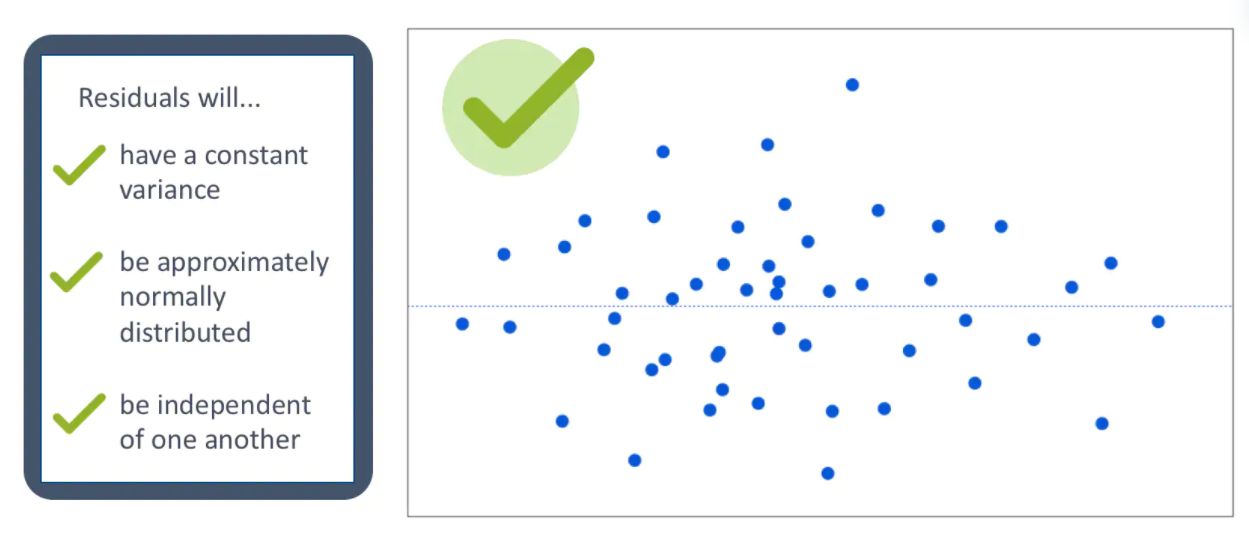 Residuals will...
have a constant
variance
be approximately
normally
distributed
be independent
of one another